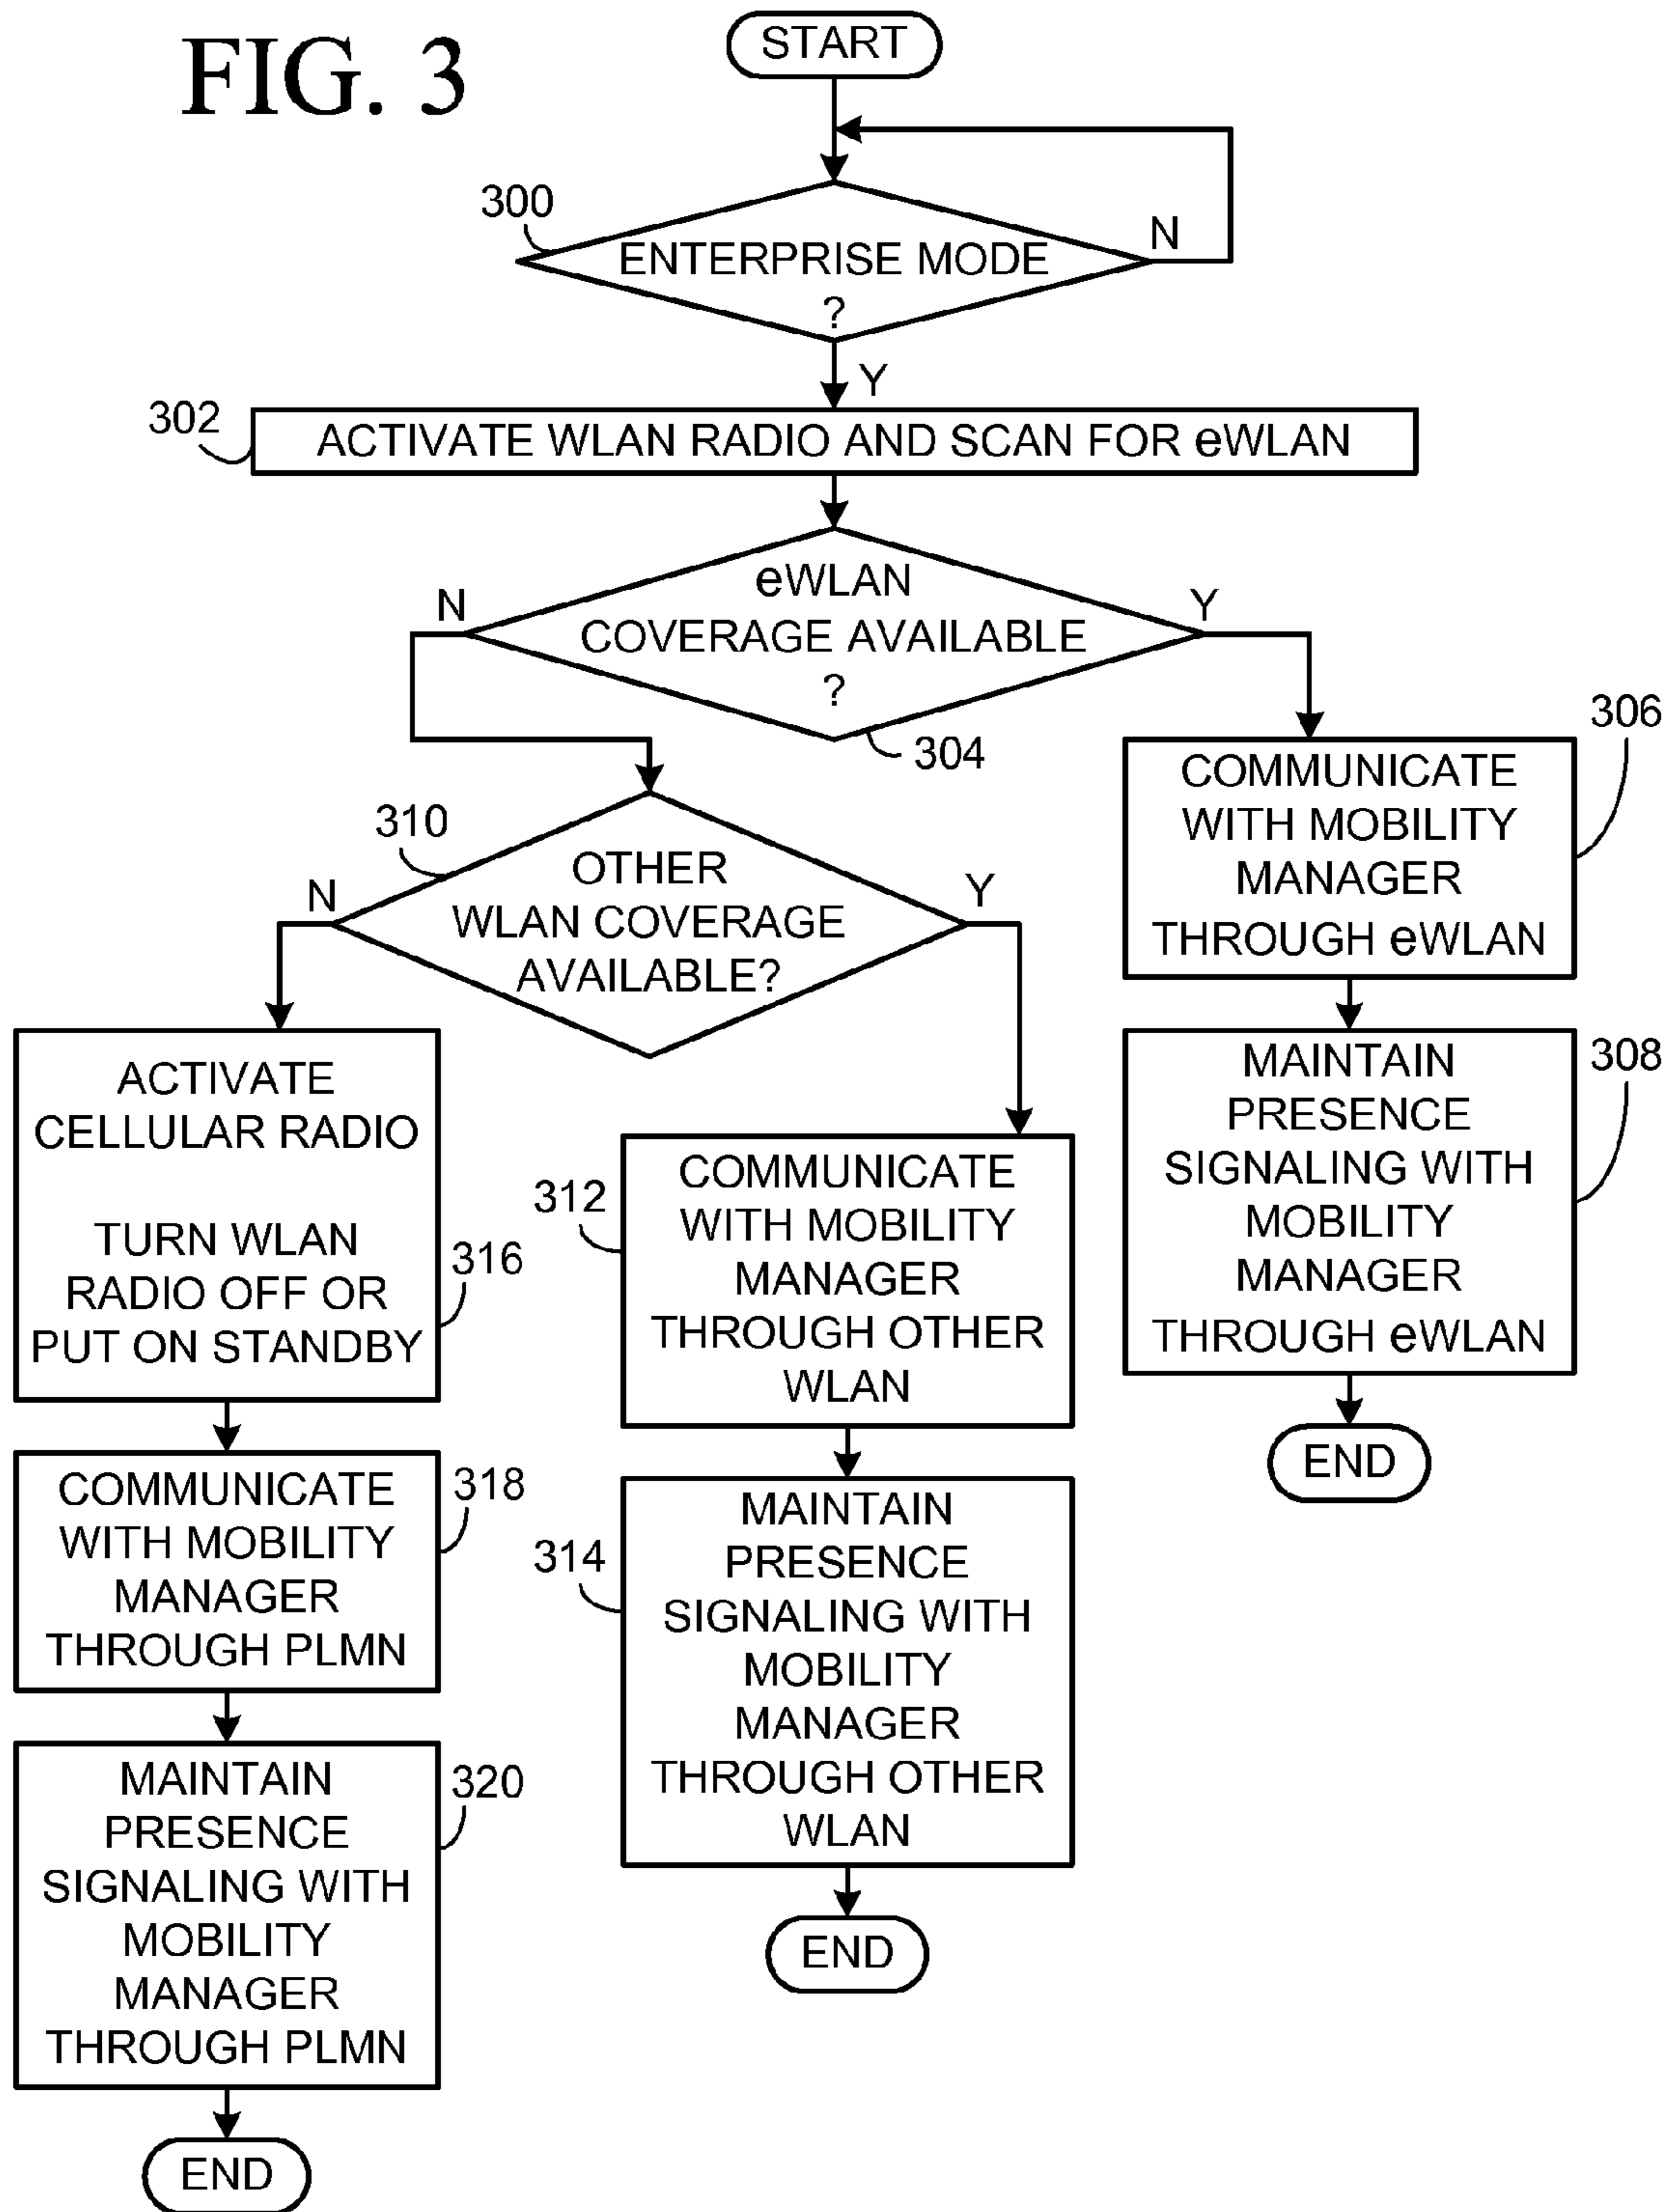 FIG. 3
START
300
ENTERPRISE MODE
?
N
Y
302
ACTIVATE WLAN RADIO AND SCAN FOR eWLAN
eWLAN
COVERAGE AVAILABLE
?
N
Y
304
306
COMMUNICATE
WITH MOBILITY
MANAGER
THROUGH eWLAN
308
MAINTAIN
PRESENCE
SIGNALING WITH
MOBILITY
MANAGER
THROUGH eWLAN
END
310
OTHER
WLAN COVERAGE
AVAILABLE?
N
Y
312
COMMUNICATE
WITH MOBILITY
MANAGER
THROUGH OTHER
WLAN
314
MAINTAIN
PRESENCE
SIGNALING WITH
MOBILITY
MANAGER
THROUGH OTHER
WLAN
END
ACTIVATE
CELLULAR RADIO
TURN WLAN
RADIO OFF OR
PUT ON STANDBY
316
COMMUNICATE
WITH MOBILITY
MANAGER
THROUGH PLMN
318
MAINTAIN
PRESENCE
SIGNALING WITH
MOBILITY
MANAGER
THROUGH PLMN
320
END